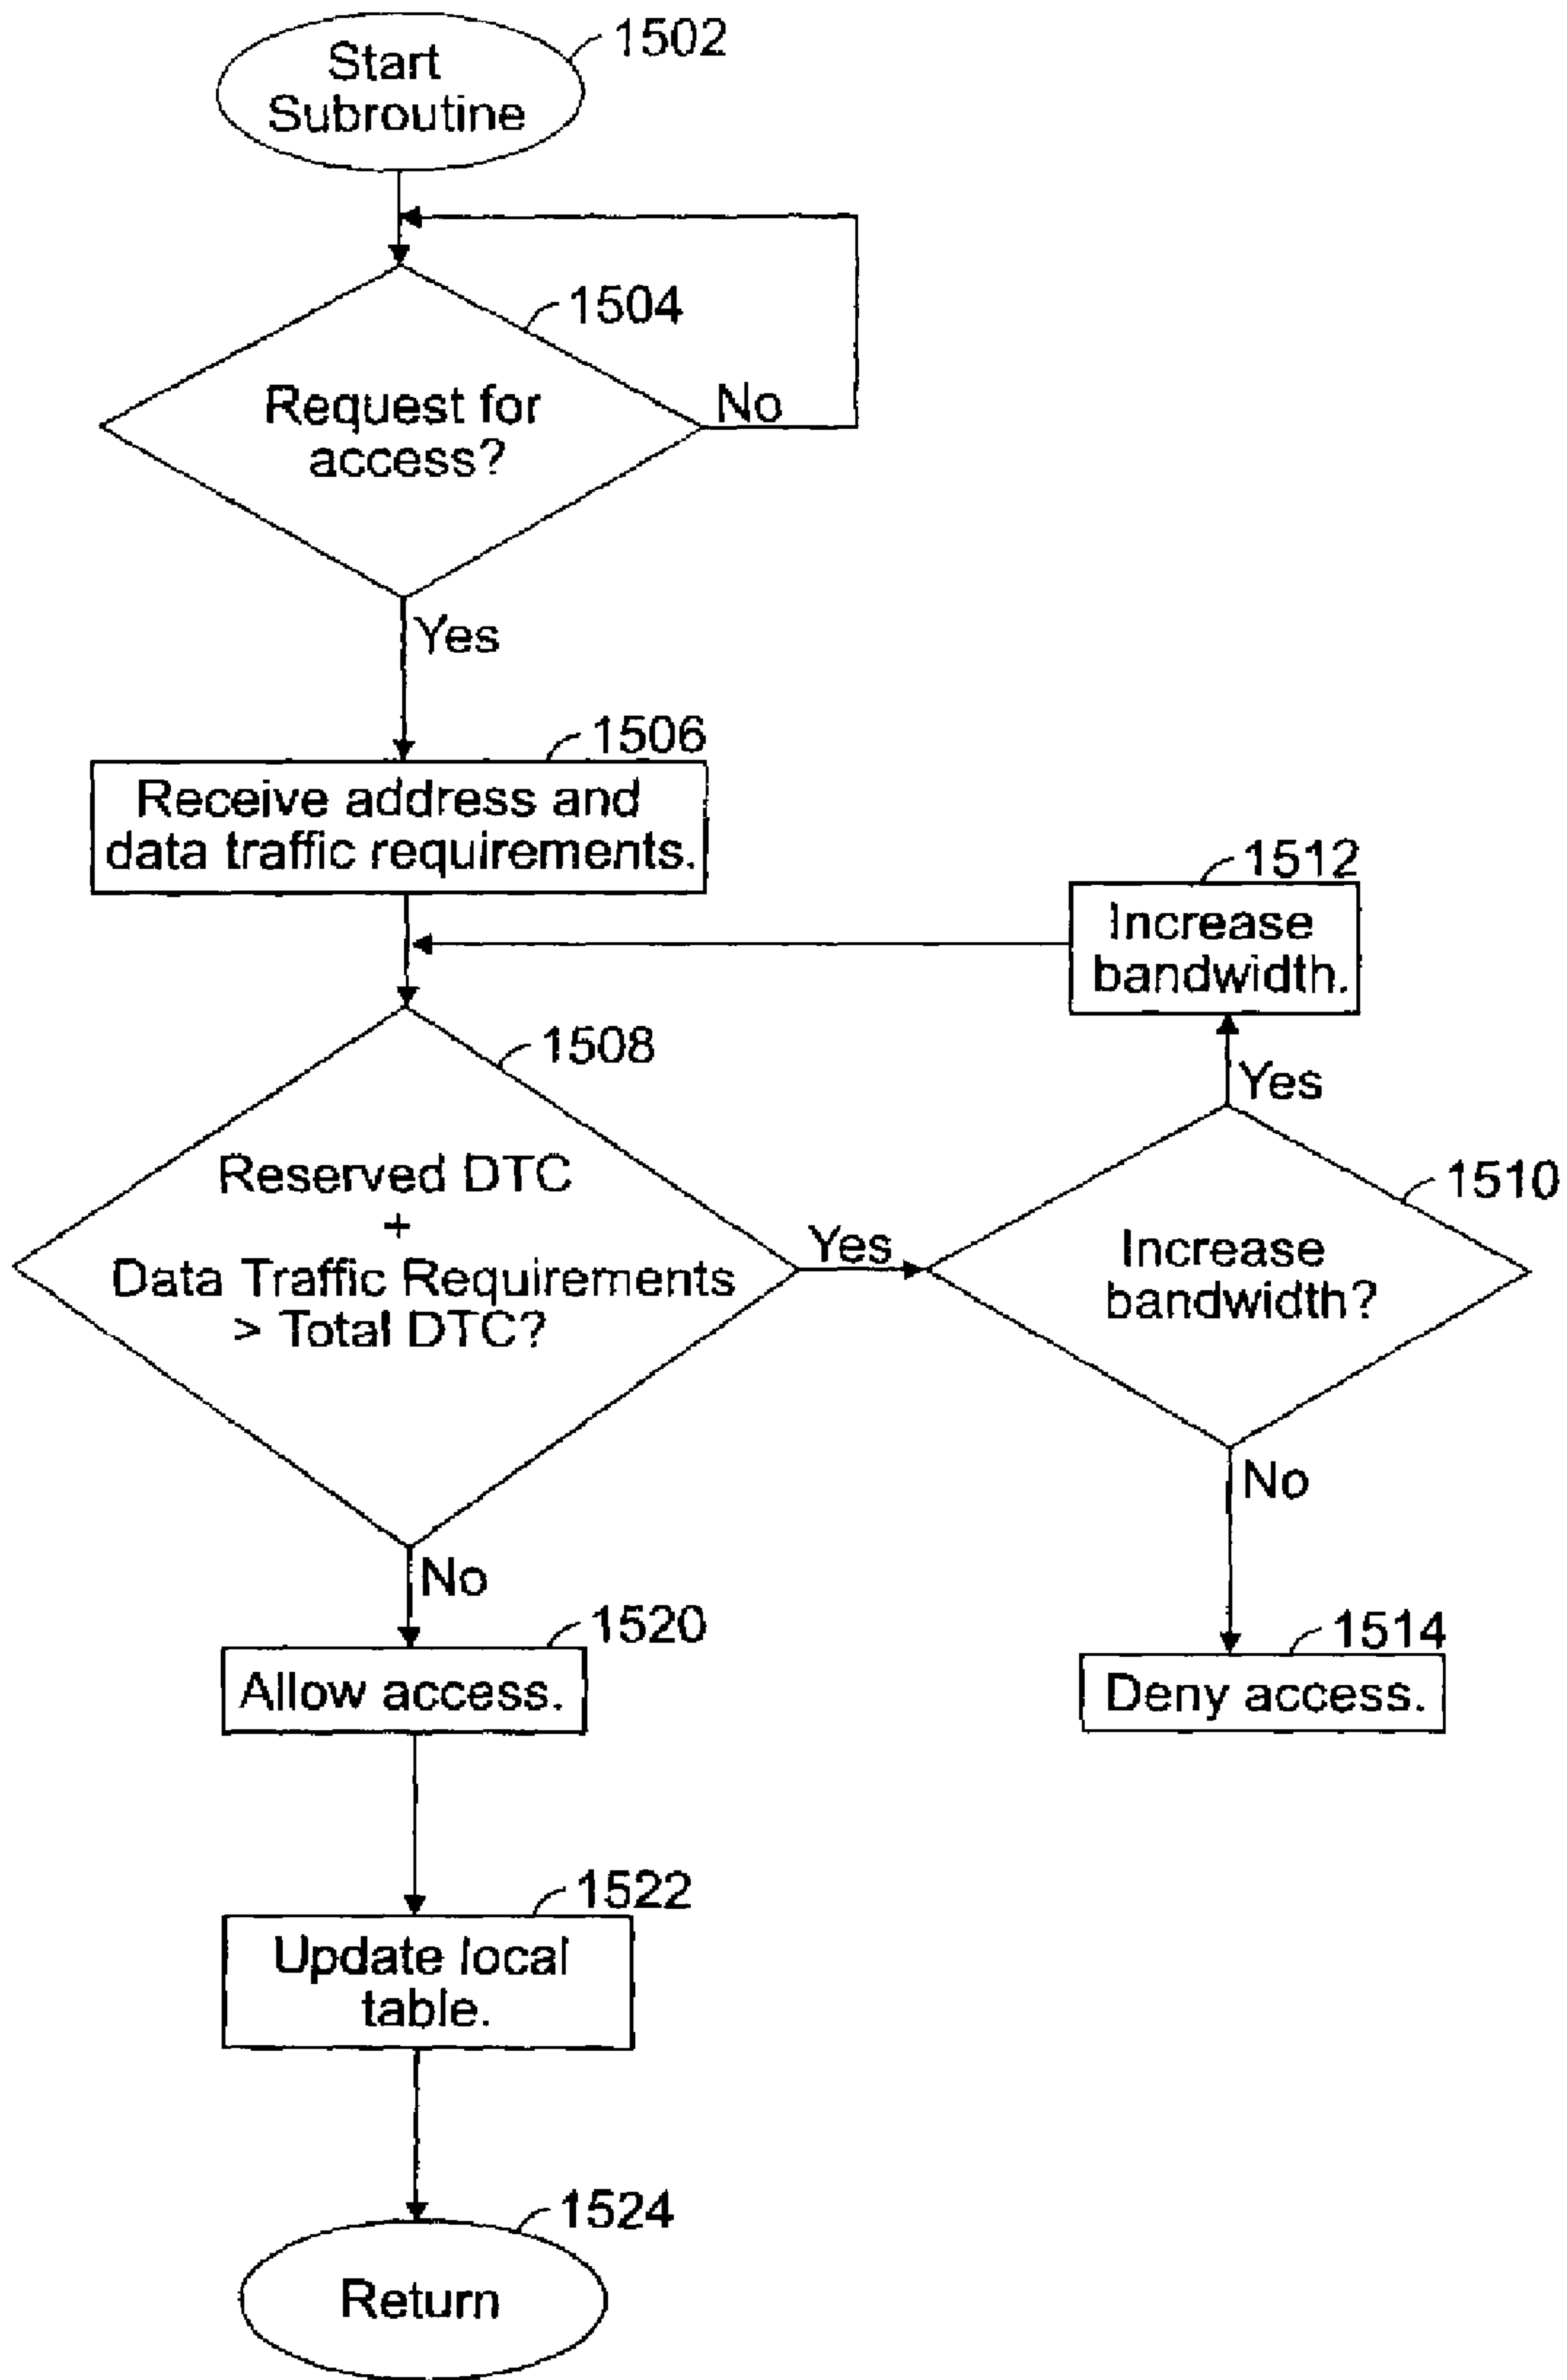 1502
Start
Subroutine
1504
Request for
access?
No
Yes
1506
Receive address and
data traffic requirements.
1512
Increase
bandwidth.
1508
Yes
Reserved DTC
+
Data Traffic Requirements
> Total DTC?
Yes
1510
Increase
bandwidth?
No
No
1520
Allow access.
1514
Deny access.
1522
Update local
table.
1524
Return